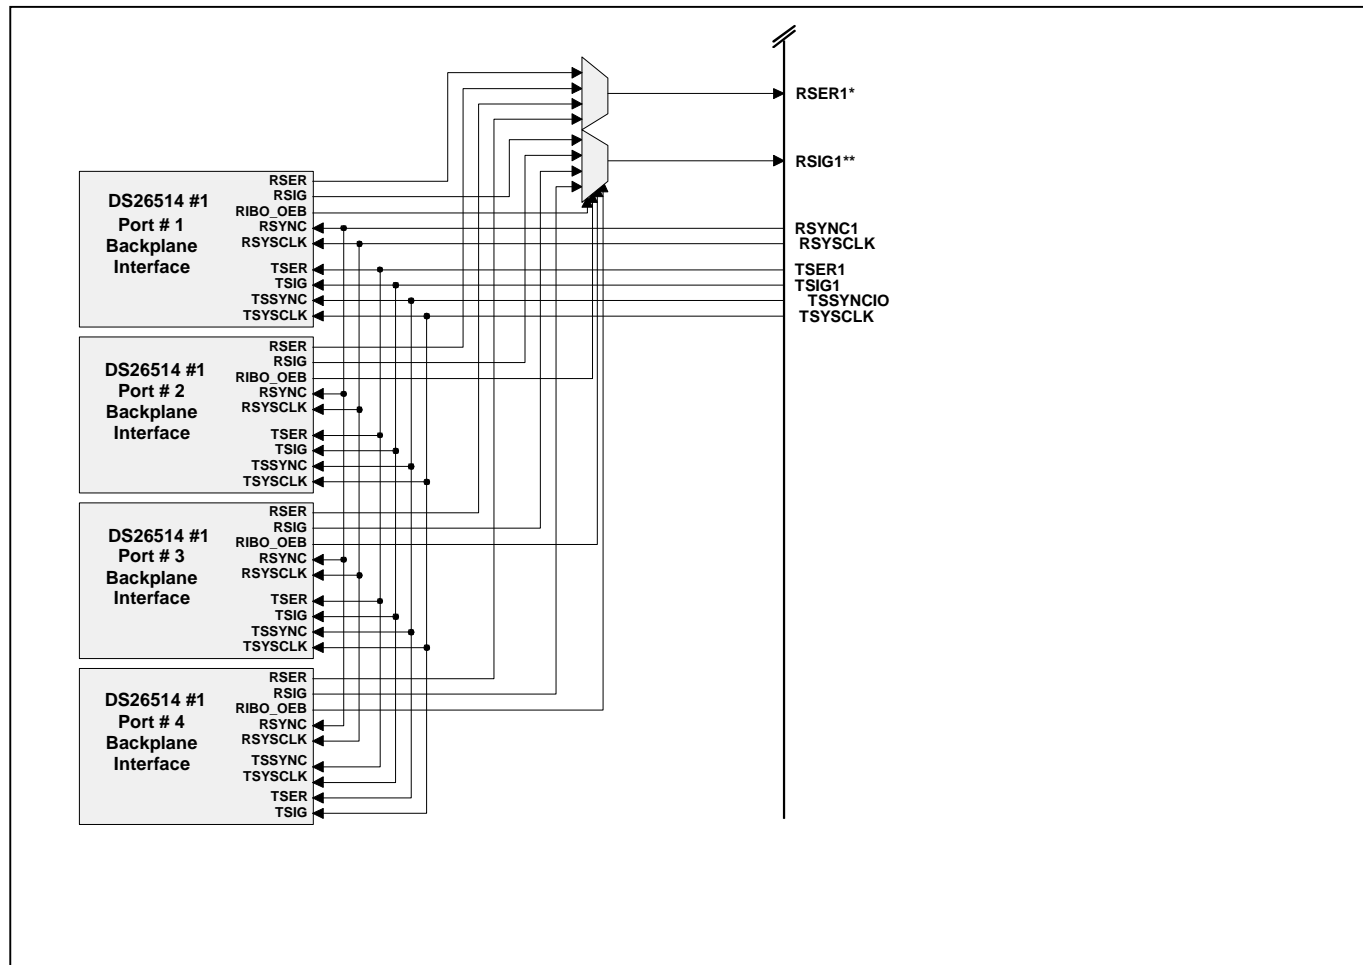 RSER1*
RSIG1**
DS26514 #1
Port # 1
Backplane
Interface
RSER
RSIG
RIBO_OEB
RSYNC
RSYSCLK
TSER
TSIG
TSSYNC
TSYSCLK
RSYNC1
RSYSCLK
TSER1
TSIG1
TSSYNCIO
TSYSCLK
DS26514 #1
Port # 2
Backplane
Interface
RSER
RSIG
RIBO_OEB
RSYNC
RSYSCLK
TSER
TSIG
TSSYNC
TSYSCLK
DS26514 #1
Port # 3
Backplane
Interface
RSER
RSIG
RIBO_OEB
RSYNC
RSYSCLK
TSER
TSIG
TSSYNC
TSYSCLK
DS26514 #1
Port # 4
Backplane
Interface
RSER
RSIG
RIBO_OEB
RSYNC
RSYSCLK
TSSYNC
TSYSCLK
TSER
TSIG